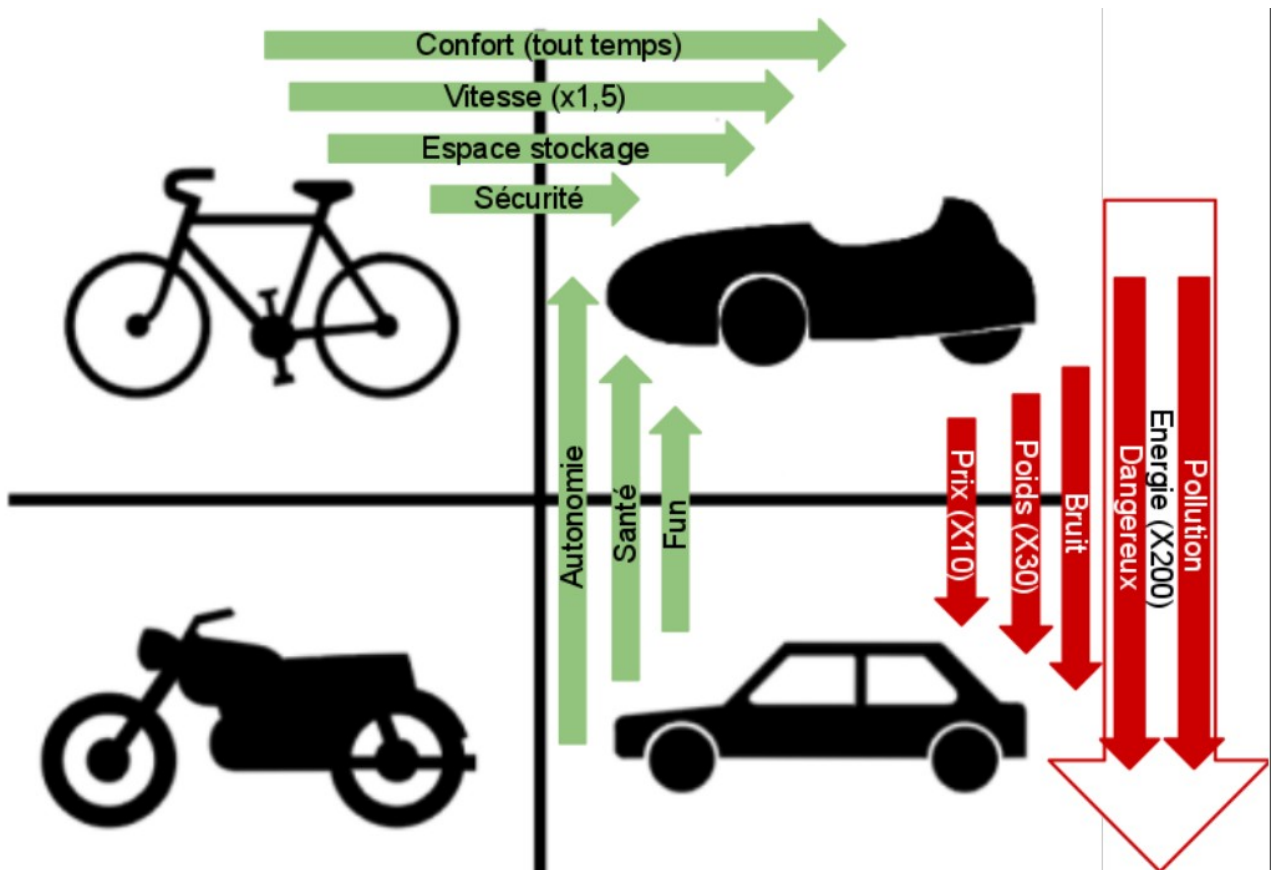 Confort (tout temps)
Vitesse (x1,5)
Espace stockage
Sécurité
Autonomie
Santé
Fun
Prix (X10)
Poids (X30)
Bruit
Dangereux
Energie (X200)
Pollution